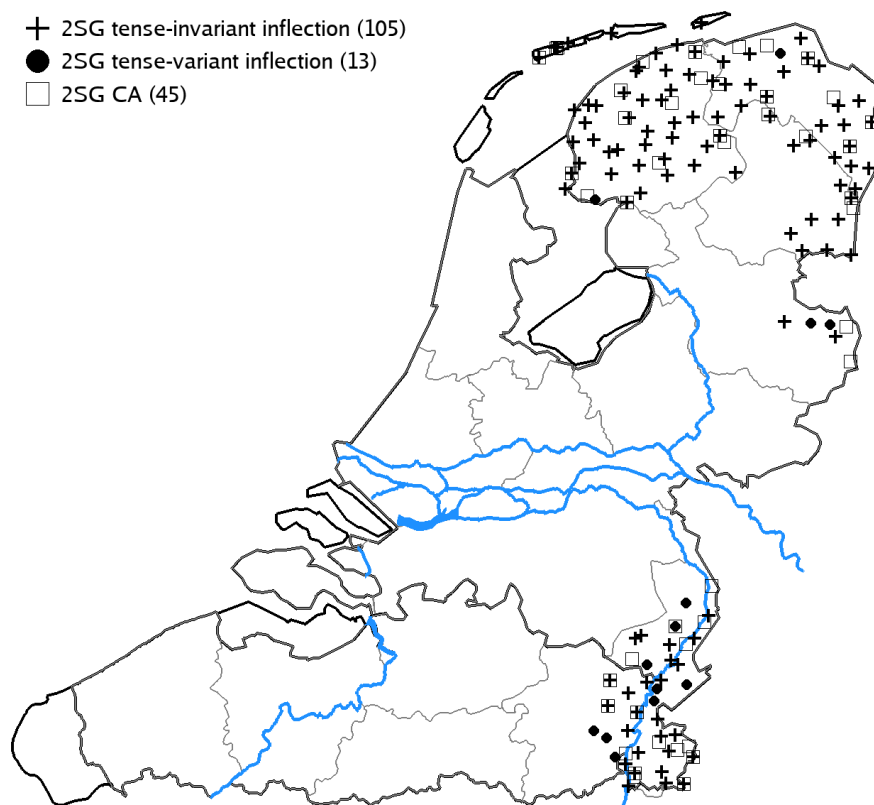 2SG tense-invariant inflection (105)
2SG tense-variant inflection (13)
2SG CA (45)